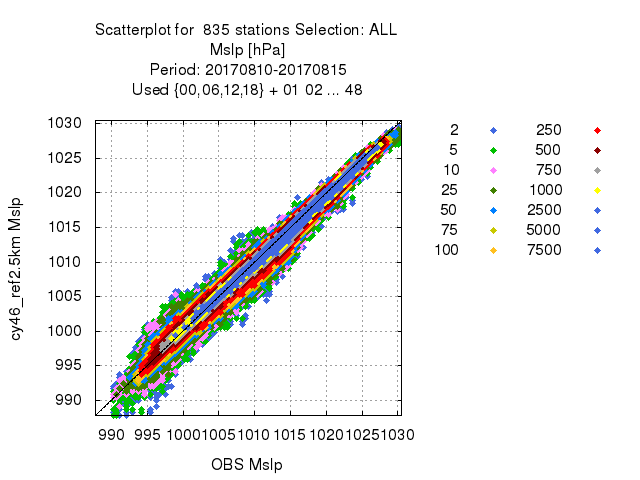 Scatterplot for 835 stations Selection: ALL
Mslp [hPa]
Period: 20170810-20170815
Used {00,06,12,18} + 01 02 ... 48
1030
1025
1020
1015
1010
1005
1000
995
990
cy46_ref2.5km Mslp
990 995 1000 1005 1010 1015 1020 1025 1030
OBS Mslp
2 250
5 500
10 750
25 1000
50 2500
75 5000
100 7500